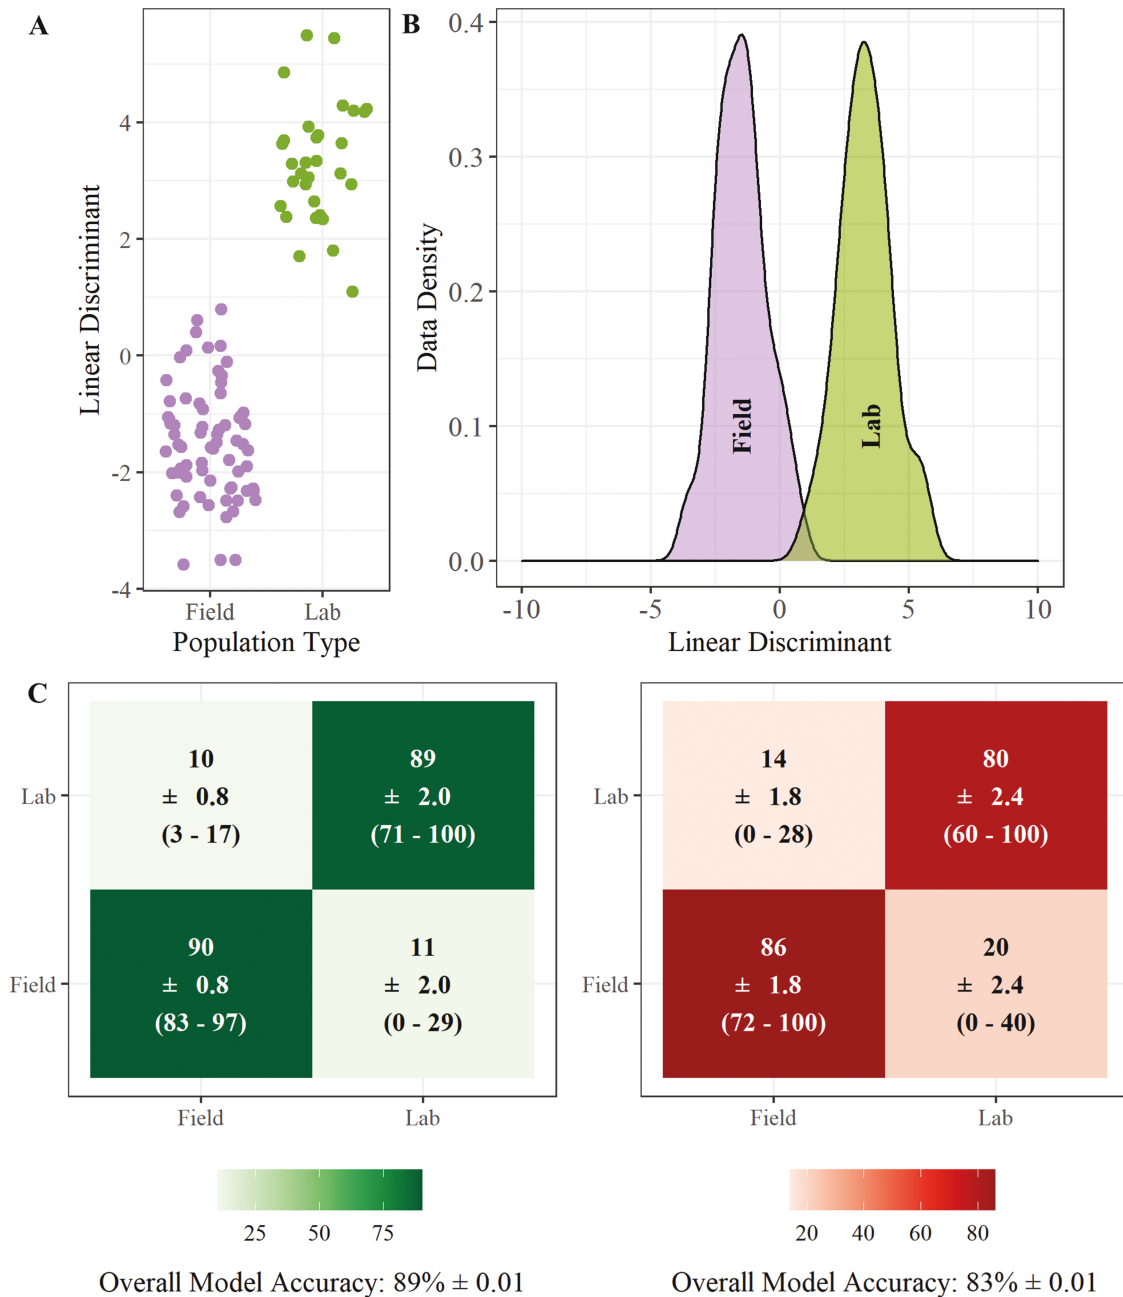 A
B
Linear Discriminant
4
2
0
-2
-4
Field
Lab
Population Type
Data Density
0.4
0.3
0.2
0.1
0.0
Field
Lab
-10
-5
0
5
10
Linear Discriminant
C
Lab
Field
10
± 0.8
(3 - 17)
89
± 2.0
(71 - 100)
90
± 0.8
(83 - 97)
11
± 2.0
(0 - 29)
Field
Lab
25
50
75
Overall Model Accuracy: 89% ± 0.01
Lab
Field
14
± 1.8
(0 - 28)
80
± 2.4
(60 - 100)
86
± 1.8
(72 - 100)
20
± 2.4
(0 - 40)
Field
Lab
20
40
60
80
Overall Model Accuracy: 83% ± 0.01